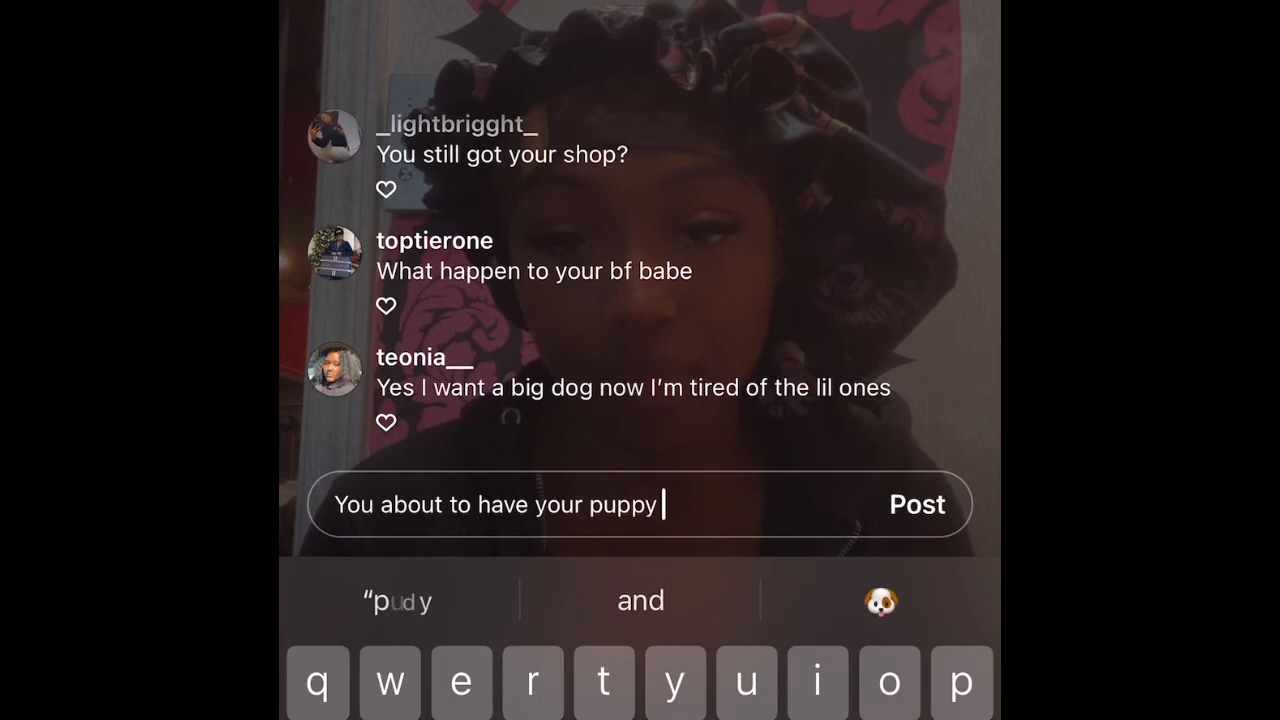 _lightbrigght_
You still got your shop?
toptierone
What happen to your bf babe
teonia__
Yes I want a big dog now I’m tired of the lil ones
You about to have your puppy
Post
and
q w e r t y u i o p